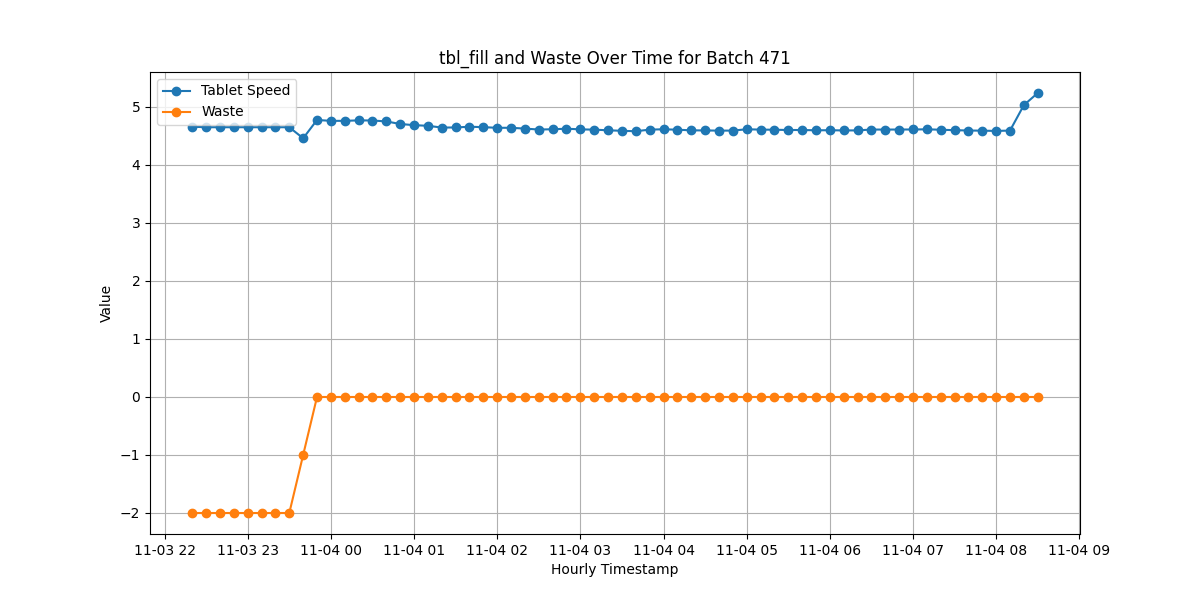 tbl_fill and Waste Over Time for Batch 471
Tablet Speed
Waste
5
4
3
2
1
0
−1
−2
Value
11-03 22 11-03 23 11-04 00 11-04 01 11-04 02 11-04 03 11-04 04 11-04 05 11-04 06 11-04 07 11-04 08 11-04 09
Hourly Timestamp